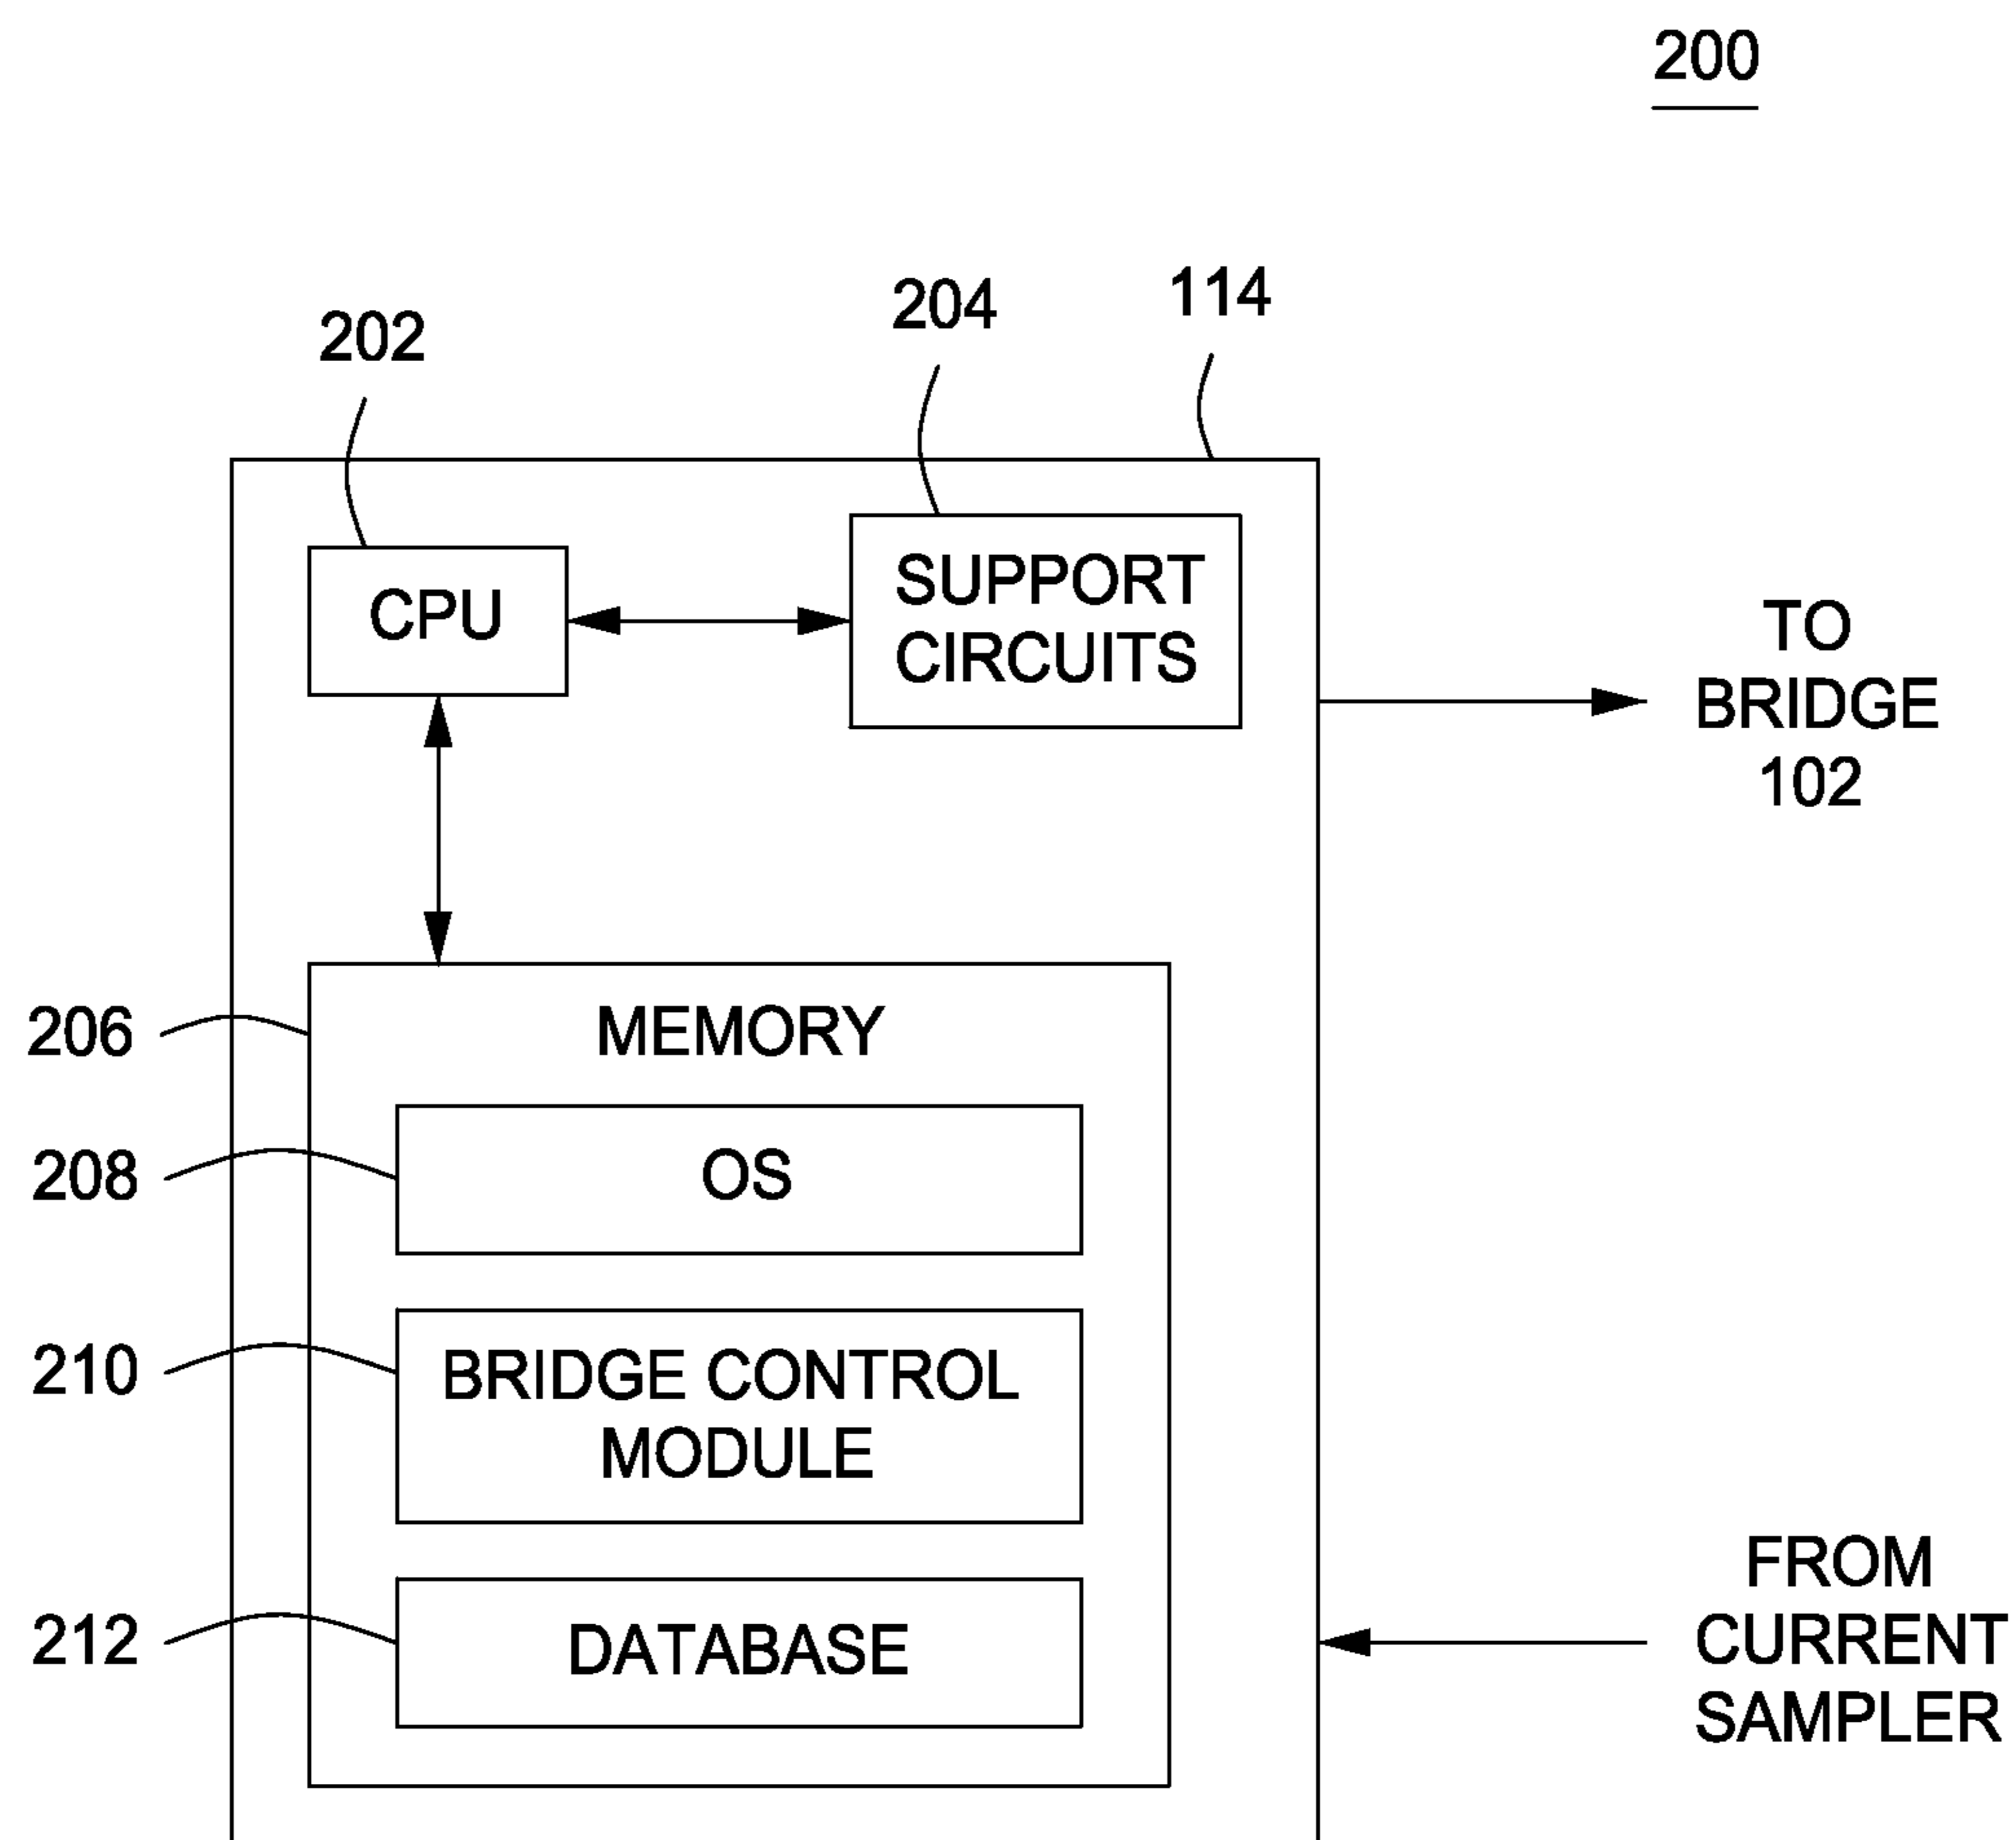 200
202
204
114
CPU
SUPPORT
CIRCUITS
TO
BRIDGE
102
206
MEMORY
208
OS
210
BRIDGE CONTROL
MODULE
212
DATABASE
FROM
CURRENT
SAMPLER